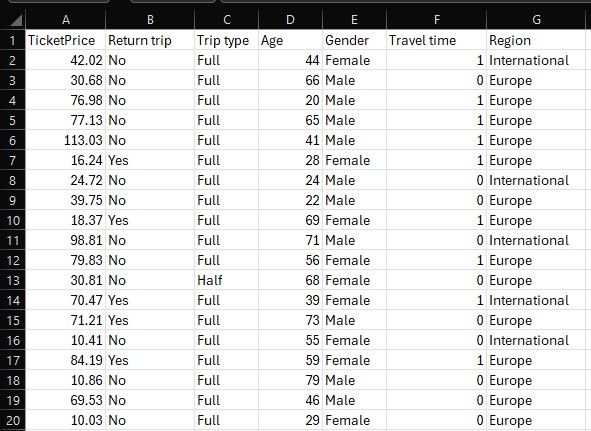 A B C D E F G
1 TicketPrice Return trip Trip type Age Gender Travel time Region
2 42.02 No Full 44 Female 1 International
3 30.68 No Full 66 Male 0 Europe
4 76.98 No Full 20 Male 1 Europe
5 77.13 No Full 65 Male 1 Europe
6 113.03 No Full 41 Male 1 Europe
7 16.24 Yes Full 28 Female 1 Europe
8 24.72 No Full 24 Male 0 International
9 39.75 No Full 22 Male 0 Europe
10 18.37 Yes Full 69 Female 1 Europe
11 98.81 No Full 71 Male 0 International
12 79.83 No Full 56 Female 1 Europe
13 30.81 No Half 68 Female 0 Europe
14 70.47 Yes Full 39 Female 1 International
15 71.21 Yes Full 73 Male 0 Europe
16 10.41 No Full 55 Female 0 International
17 84.19 Yes Full 59 Female 1 Europe
18 10.86 No Full 79 Male 0 Europe
19 69.53 No Full 46 Male 0 Europe
20 10.03 No Full 29 Female 0 Europe